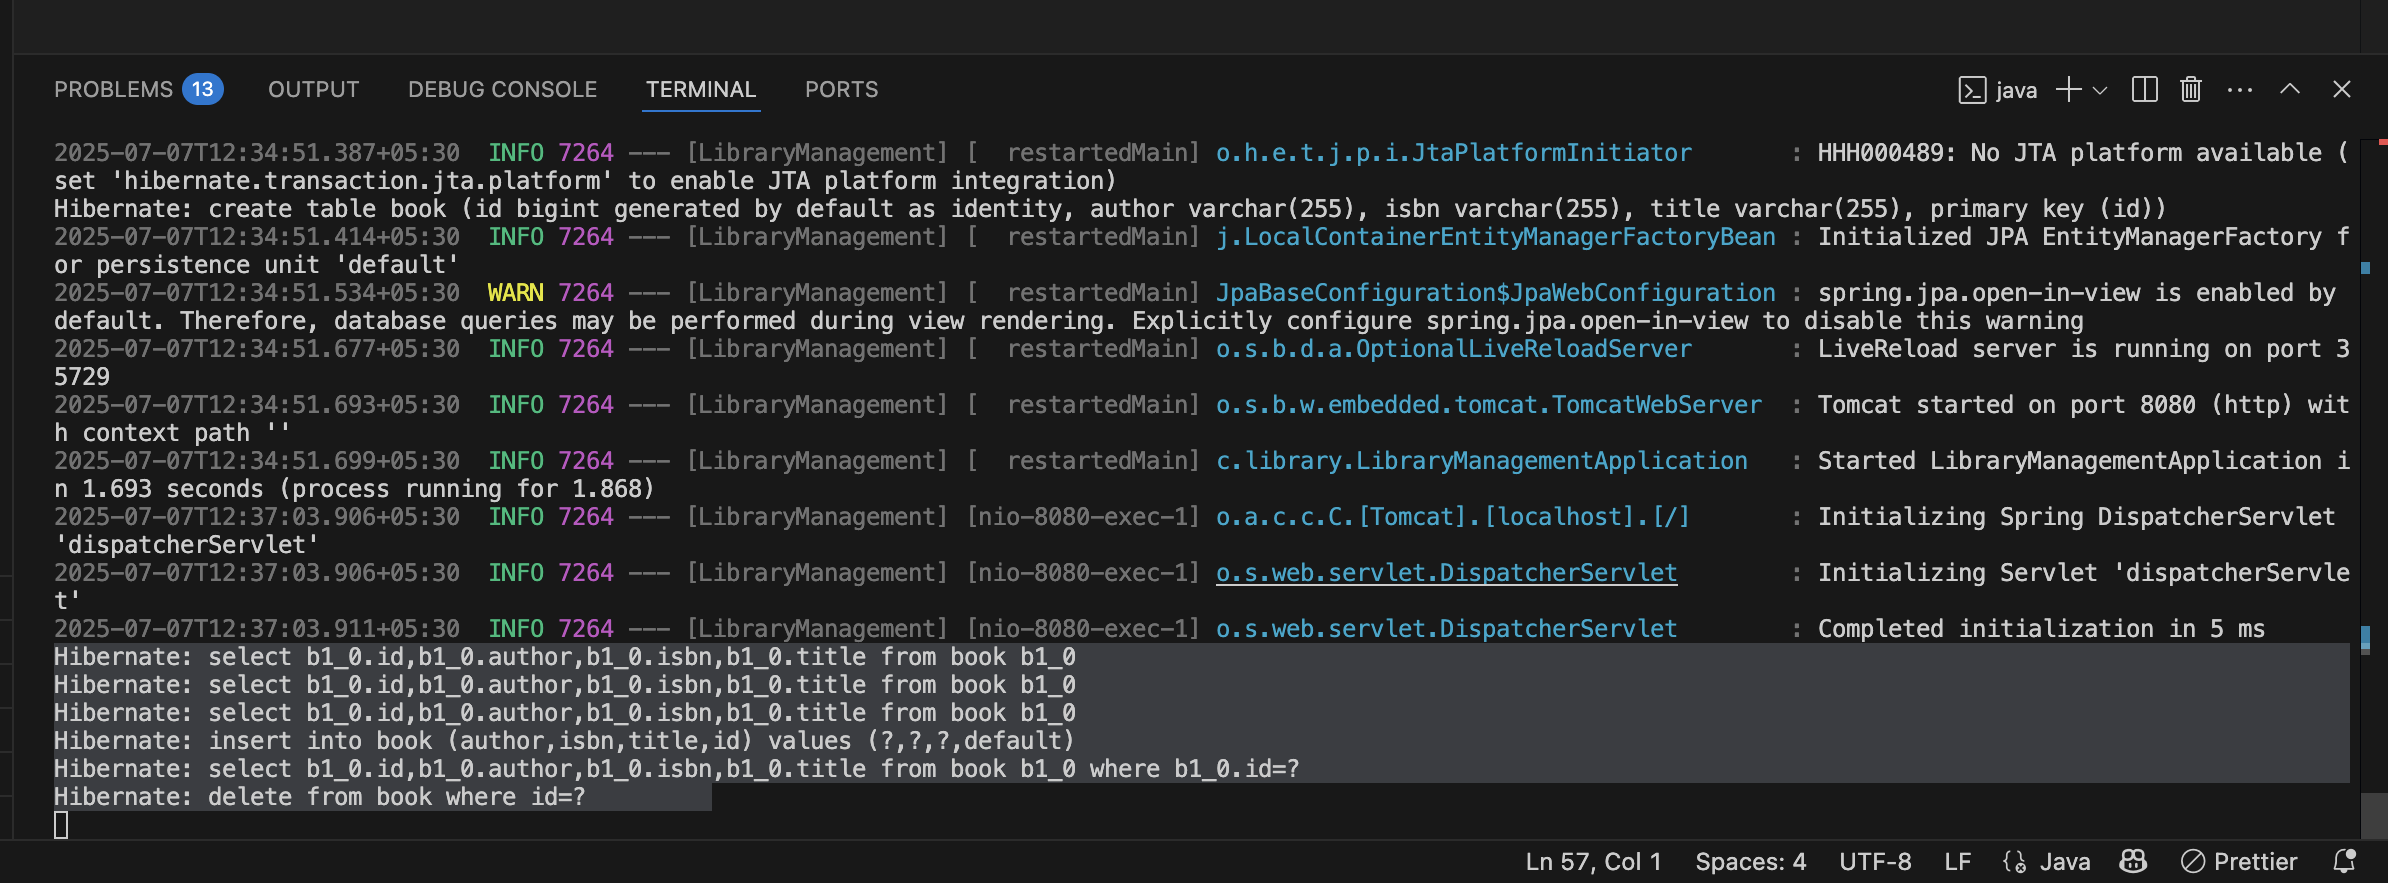 PROBLEMS 13 OUTPUT DEBUG CONSOLE TERMINAL PORTS java
2025-07-07T12:34:51.387+05:30  INFO 7264 --- [LibraryManagement] [  restartedMain] o.h.e.t.j.p.i.JtaPlatformInitiator       : HHH000489: No JTA platform available (
set 'hibernate.transaction.jta.platform' to enable JTA platform integration)
Hibernate: create table book (id bigint generated by default as identity, author varchar(255), isbn varchar(255), title varchar(255), primary key (id))
2025-07-07T12:34:51.414+05:30  INFO 7264 --- [LibraryManagement] [  restartedMain] j.LocalContainerEntityManagerFactoryBean : Initialized JPA EntityManagerFactory f
or persistence unit 'default'
2025-07-07T12:34:51.534+05:30  WARN 7264 --- [LibraryManagement] [  restartedMain] JpaBaseConfiguration$JpaWebConfiguration : spring.jpa.open-in-view is enabled by
default. Therefore, database queries may be performed during view rendering. Explicitly configure spring.jpa.open-in-view to disable this warning
2025-07-07T12:34:51.677+05:30  INFO 7264 --- [LibraryManagement] [  restartedMain] o.s.b.d.a.OptionalLiveReloadServer       : LiveReload server is running on port 3
5729
2025-07-07T12:34:51.693+05:30  INFO 7264 --- [LibraryManagement] [  restartedMain] o.s.b.w.embedded.tomcat.TomcatWebServer  : Tomcat started on port 8080 (http) wit
h context path ''
2025-07-07T12:34:51.699+05:30  INFO 7264 --- [LibraryManagement] [  restartedMain] c.library.LibraryManagementApplication   : Started LibraryManagementApplication i
n 1.693 seconds (process running for 1.868)
2025-07-07T12:37:03.906+05:30  INFO 7264 --- [LibraryManagement] [nio-8080-exec-1] o.a.c.c.C.[Tomcat].[localhost].[/]       : Initializing Spring DispatcherServlet
'dispatcherServlet'
2025-07-07T12:37:03.906+05:30  INFO 7264 --- [LibraryManagement] [nio-8080-exec-1] o.s.web.servlet.DispatcherServlet        : Initializing Servlet 'dispatcherServle
t'
2025-07-07T12:37:03.911+05:30  INFO 7264 --- [LibraryManagement] [nio-8080-exec-1] o.s.web.servlet.DispatcherServlet        : Completed initialization in 5 ms
Hibernate: select b1_0.id,b1_0.author,b1_0.isbn,b1_0.title from book b1_0
Hibernate: select b1_0.id,b1_0.author,b1_0.isbn,b1_0.title from book b1_0
Hibernate: select b1_0.id,b1_0.author,b1_0.isbn,b1_0.title from book b1_0
Hibernate: insert into book (author,isbn,title,id) values (?,?,?,default)
Hibernate: select b1_0.id,b1_0.author,b1_0.isbn,b1_0.title from book b1_0 where b1_0.id=?
Hibernate: delete from book where id=?
Ln 57, Col 1 Spaces: 4 UTF-8 LF Java Prettier